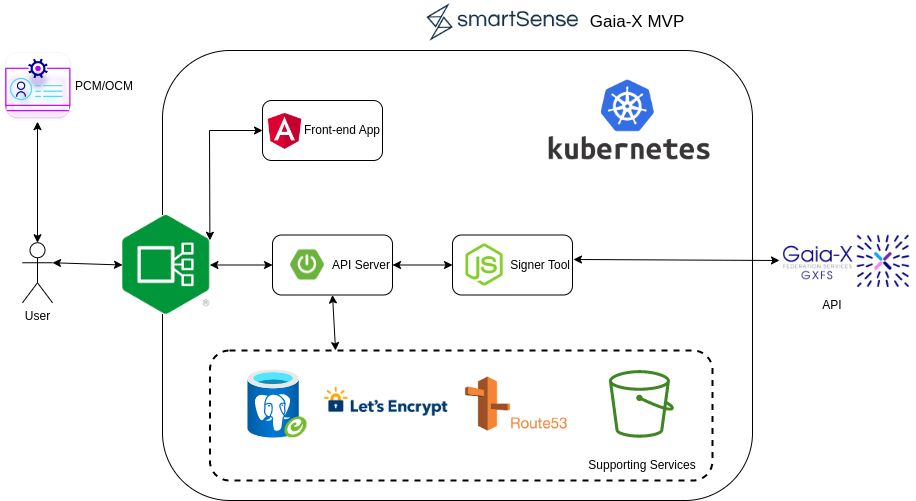 smartSense Gaia-X MVP
PCM/OCM
Front-end App
kubernetes
API Server
JS
Signer Tool
Gaia-X
FEDERATION SERVICES
GXFS
®
User
API
Let's Encrypt
Route53
Supporting Services